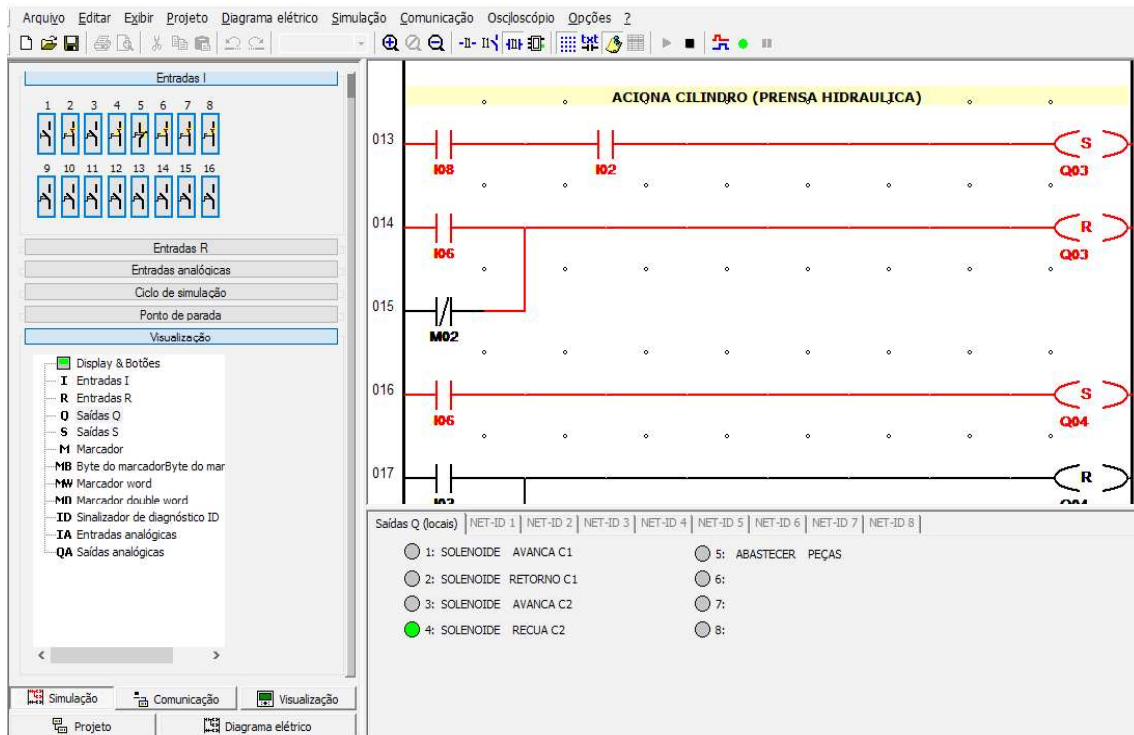 Arquivo Editar Exibir Projeto Diagrama elétrico Simulação Comunicação Osciloscópio Opções ?
Entradas I
1 2 3 4 5 6 7 8
9 10 11 12 13 14 15 16
Entradas R
Entradas analógicas
Ciclo de simulação
Ponto de parada
Visualização
Display & Botões
I Entradas I
R Entradas R
Q Saídas Q
S Saídas S
M Marcador
MB Byte do marcadorByte do mar
MW Marcador word
MD Marcador double word
ID Sinalizador de diagnóstico ID
IA Entradas analógicas
QA Saídas analógicas
Simulação Comunicação Visualização
Projeto Diagrama elétrico
ACIONA CILINDRO (PRENSA HIDRAULICA)
013 S
I08 I02 Q03
014 R
I06 Q03
015
M02
016 S
I06 Q04
017 R
I03 Q04
Saídas Q (locais) NET-ID 1 NET-ID 2 NET-ID 3 NET-ID 4 NET-ID 5 NET-ID 6 NET-ID 7 NET-ID 8
1: SOLENOIDE AVANCA C1 5: ABASTECER PEÇAS
2: SOLENOIDE RETORNO C1 6:
3: SOLENOIDE AVANCA C2 7:
4: SOLENOIDE RECUA C2 8: